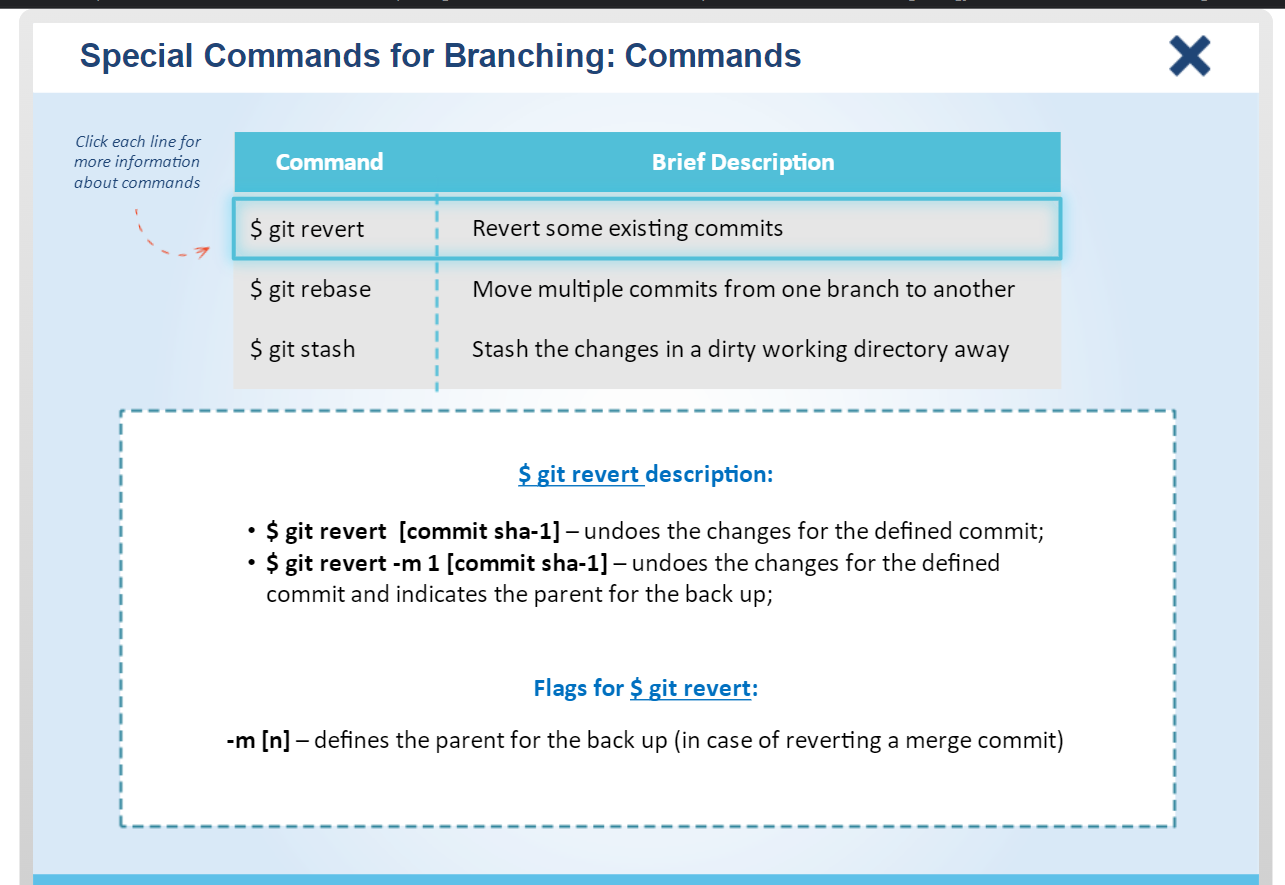 Special Commands for Branching: Commands
Click each line for
more information
about commands
Command Brief Description
$ git revert Revert some existing commits
$ git rebase Move multiple commits from one branch to another
$ git stash Stash the changes in a dirty working directory away
$ git revert description:
• $ git revert [commit sha-1] – undoes the changes for the defined commit;
• $ git revert -m 1 [commit sha-1] – undoes the changes for the defined
commit and indicates the parent for the back up;
Flags for $ git revert:
-m [n] – defines the parent for the back up (in case of reverting a merge commit)